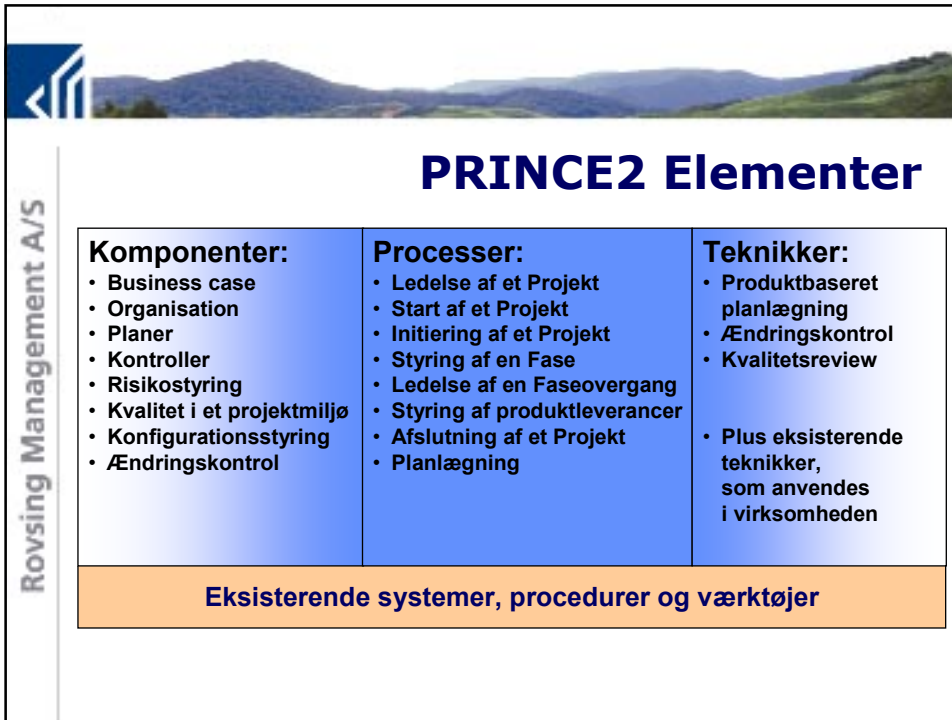 PRINCE2 Elementer
Rovsing Management A/S
Komponenter:
• Business case
• Organisation
• Planer
• Kontroller
• Risikostyring
• Kvalitet i et projektmiljø
• Konfigurationsstyring
• Ændringskontrol
Processer:
• Ledelse af et Projekt
• Start af et Projekt
• Initiering af et Projekt
• Styring af en Fase
• Ledelse af en Faseovergang
• Styring af produktleverancer
• Afslutning af et Projekt
• Planlægning
Teknikker:
• Produktbaseret
planlægning
• Ændringskontrol
• Kvalitetsreview
• Plus eksisterende
teknikker,
som anvendes
i virksomheden
Eksisterende systemer, procedurer og værktøjer